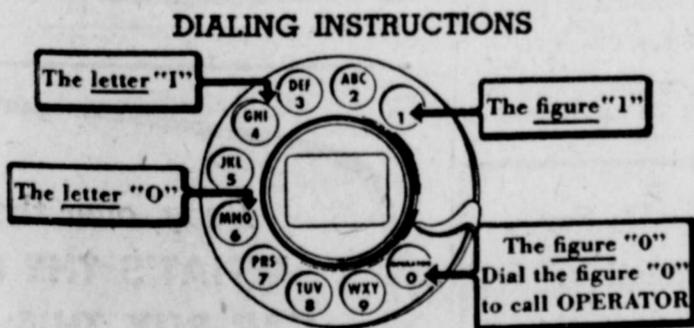 DIALING INSTRUCTIONS
The letter "I"
The figure "1"
The letter "O"
The figure "0"
Dial the figure "0"
to call OPERATOR
1
ABC
2
DEF
3
GHI
4
JKL
5
MNO
6
PRS
7
TUV
8
WXY
9
OPERATOR
0